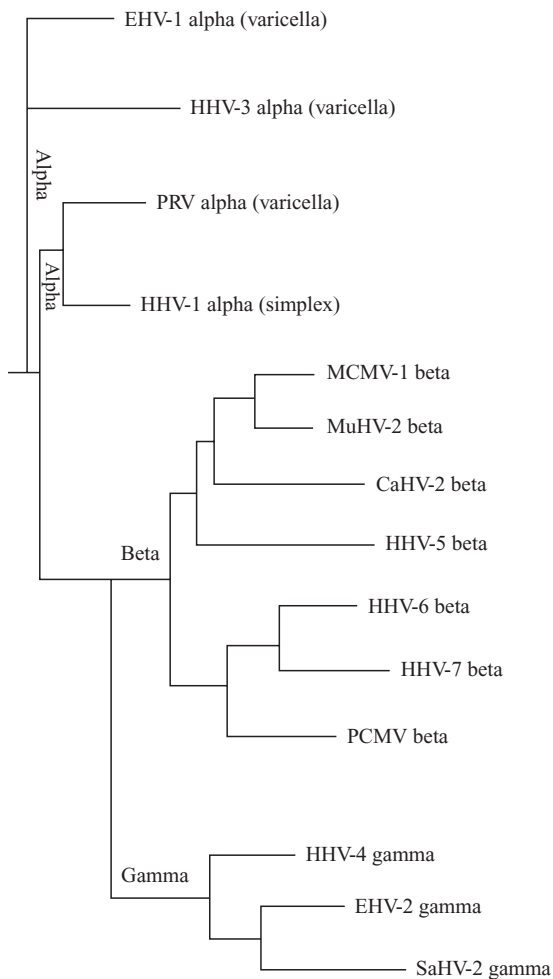 EHV-1 alpha (varicella)
HHV-3 alpha (varicella)
Alpha
PRV alpha (varicella)
Alpha
HHV-1 alpha (simplex)
MCMV-1 beta
MuHV-2 beta
CaHV-2 beta
HHV-5 beta
Beta
HHV-6 beta
HHV-7 beta
PCMV beta
HHV-4 gamma
Gamma
EHV-2 gamma
SaHV-2 gamma